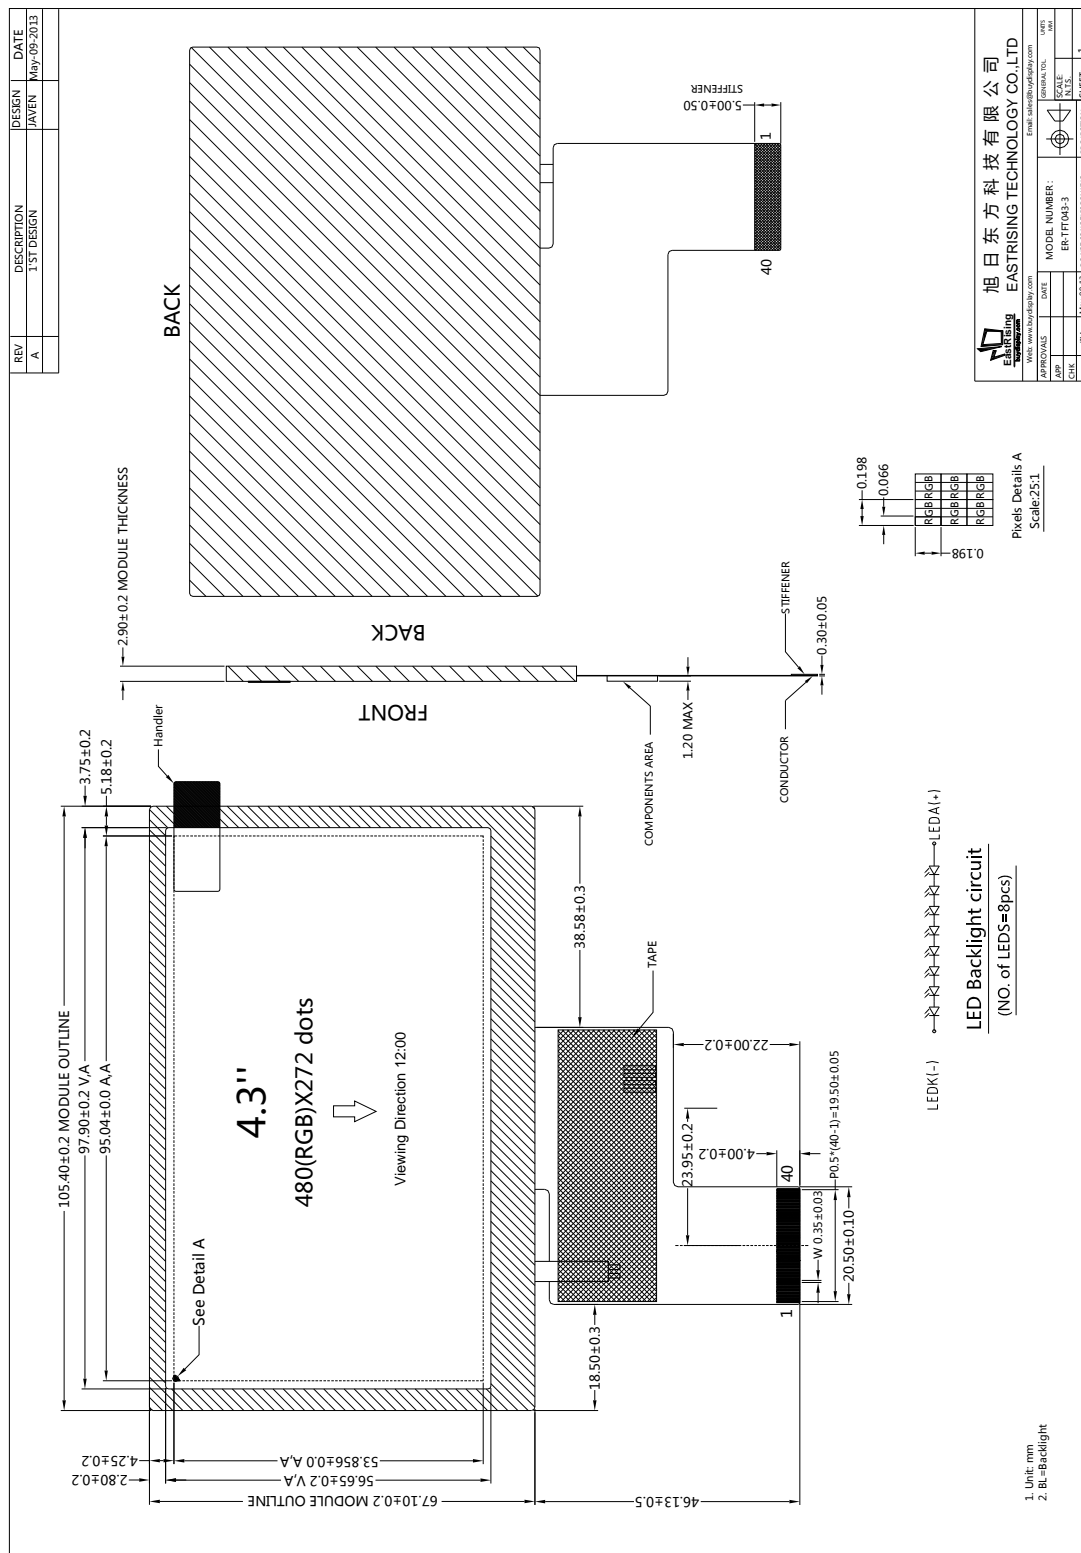 REV DESCRIPTION DESIGN DATE
A 1'ST DESIGN JAVEN May-09-2013
BACK
STIFFENER
5.00±0.50
1
40
2.90±0.2 MODULE THICKNESS
BACK
FRONT
COMPONENTS AREA
1.20 MAX
CONDUCTOR
STIFFENER
0.30±0.05
105.40±0.2 MODULE OUTLINE
97.90±0.2 V,A
95.04±0.0 A,A
3.75±0.2
5.18±0.2
Handler
See Detail A
4.3''
480(RGB)X272 dots
Viewing Direction 12:00
2.80±0.2
4.25±0.2
53.856±0.0 A,A
56.65±0.2 V,A
67.10±0.2 MODULE OUTLINE
46.13±0.5
38.58±0.3
TAPE
18.50±0.3
22.00±0.2
23.95±0.2
4.00±0.2
1
40
W 0.35±0.03
P0.5*(40-1)=19.50±0.05
20.50±0.10
LEDK(-)
LEDA(+)
LED Backlight circuit
(NO. of LEDS=8pcs)
0.198
0.066
0.198
RGB RGB RGB
RGB RGB RGB
Pixels Details A
Scale:25:1
1. Unit: mm
2. BL=Backlight
旭日东方科技有限公司
EASTRISING TECHNOLOGY CO.,LTD
EastRising
buydisplay.com
Web: www.buydisplay.com
Email: sales@buydisplay.com
APPROVALS DATE
APP
CHK
MODEL NUMBER :
ER-TFT043-3
GENERAL TOL.
UNITS
MM
SCALE:
N.T.S.